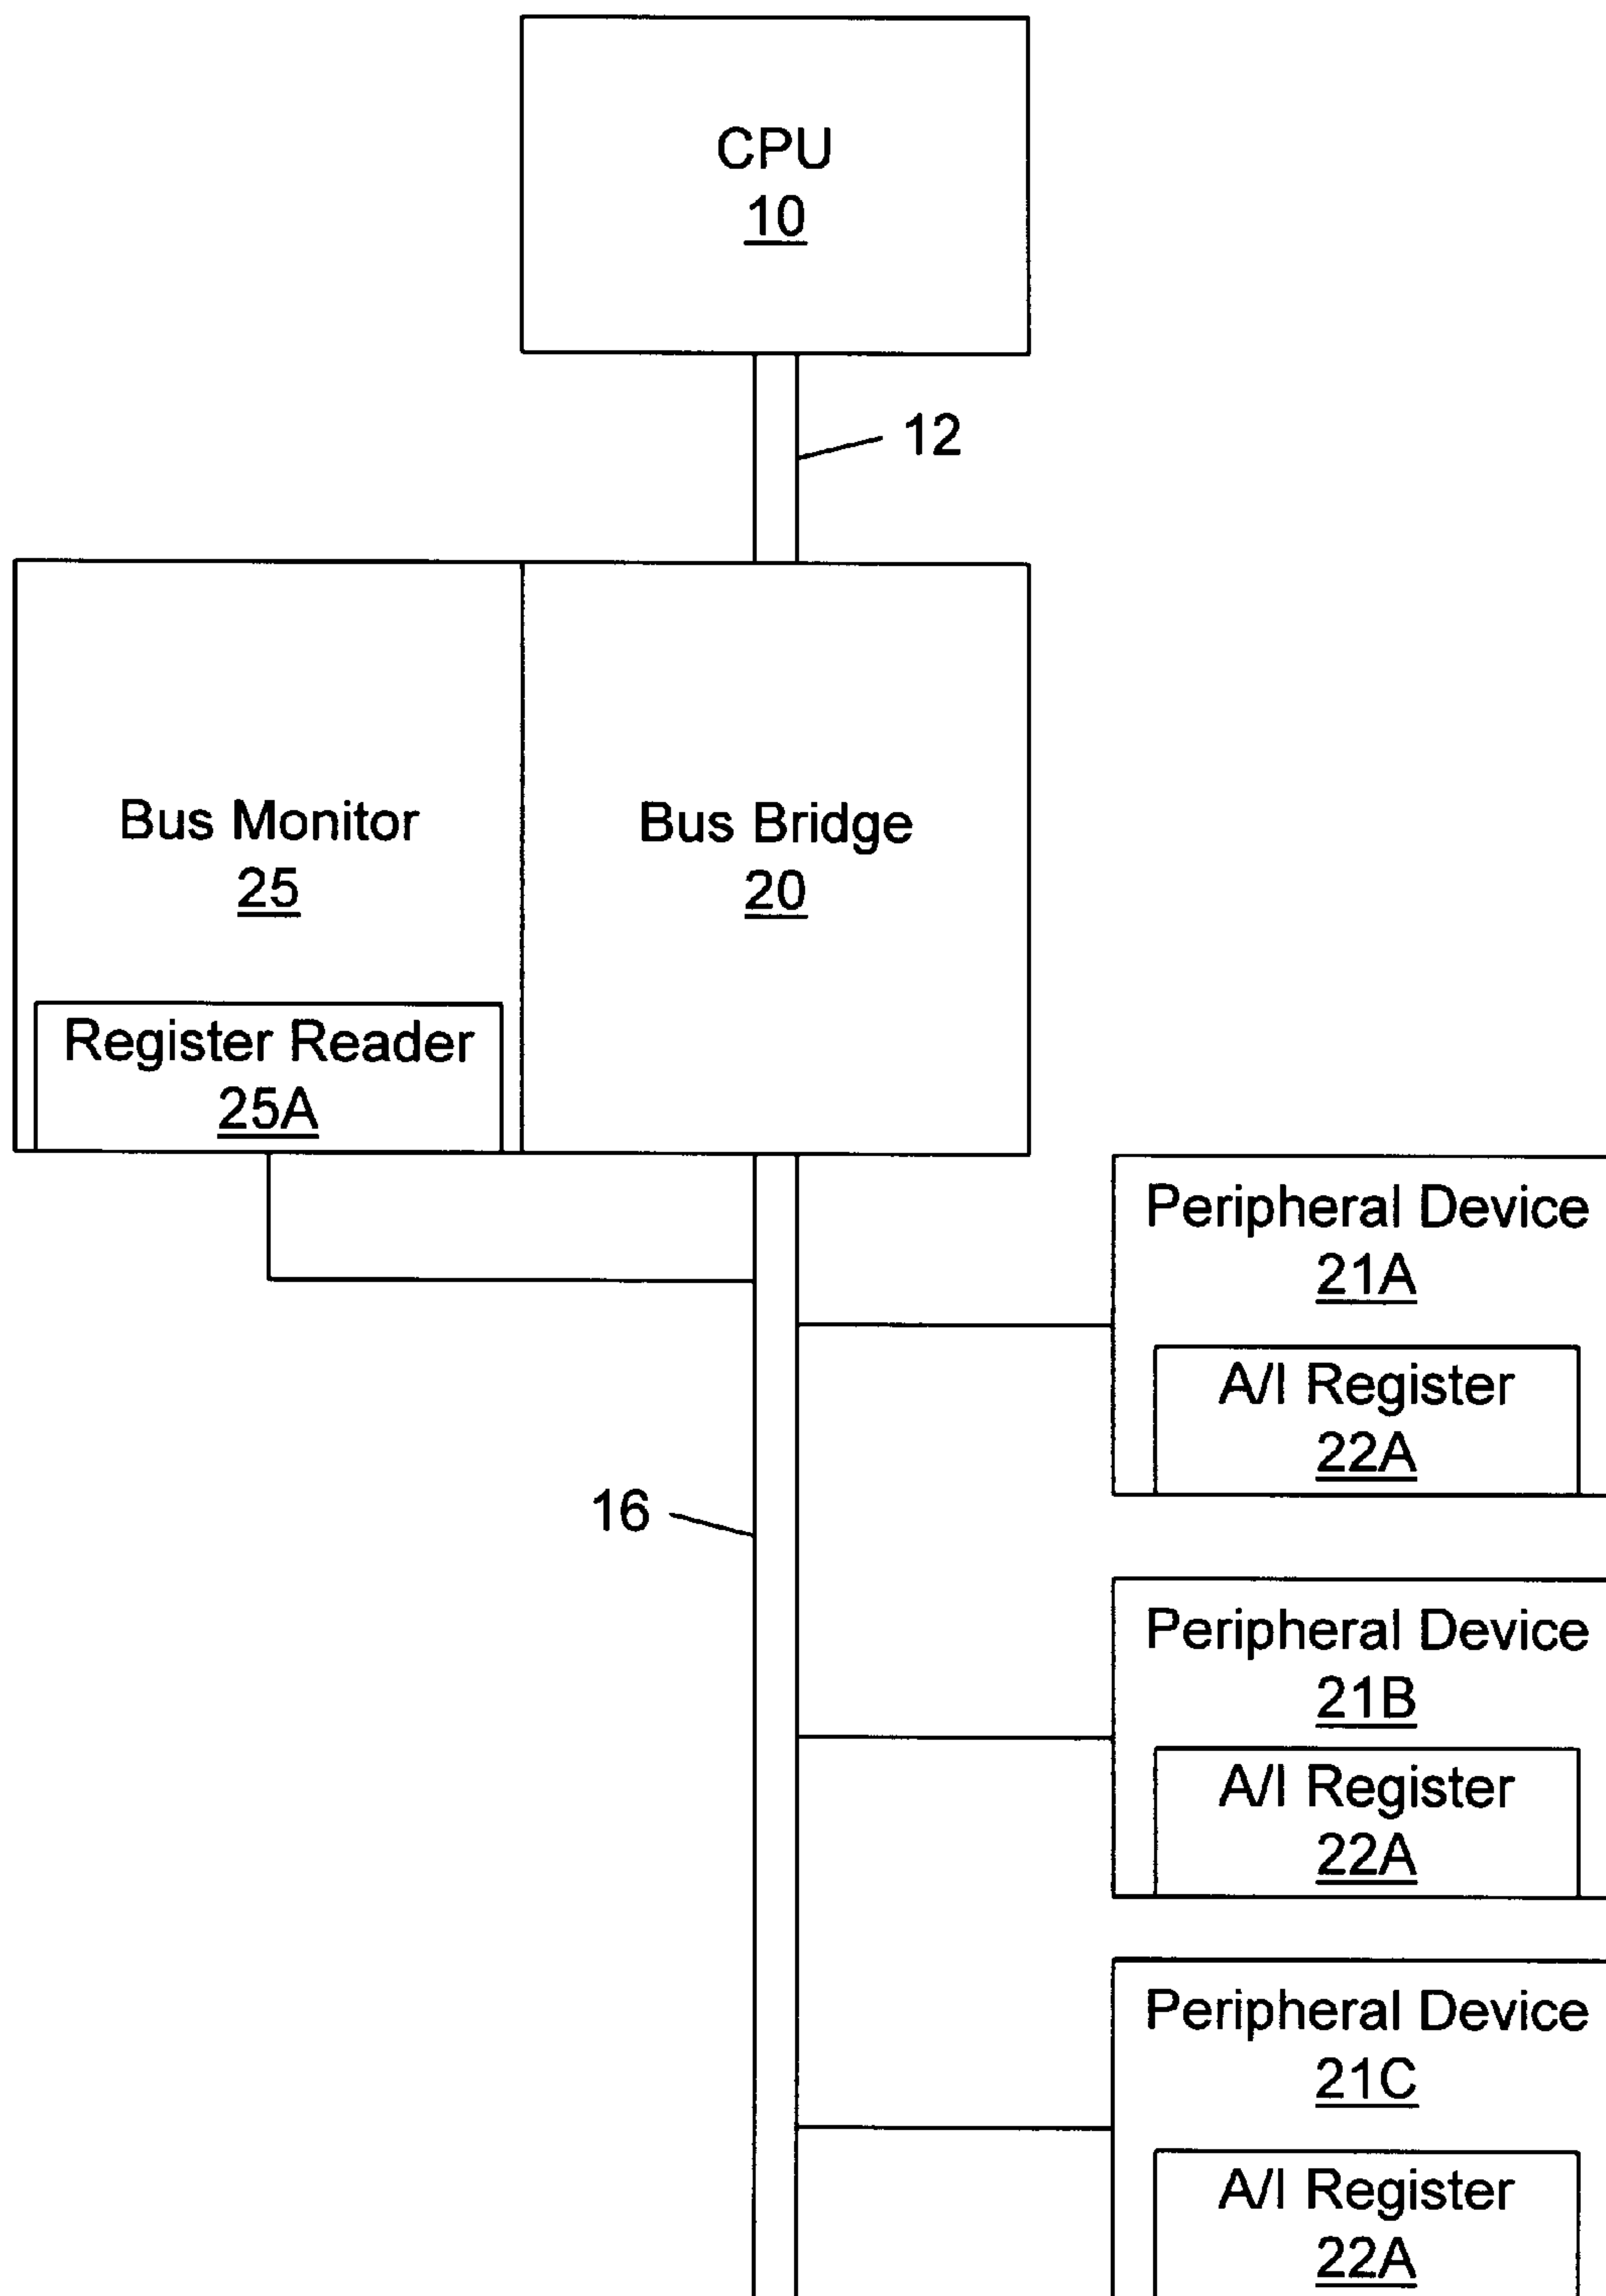 CPU
10
12
Bus Monitor
25
Bus Bridge
20
Register Reader
25A
Peripheral Device
21A
A/I Register
22A
16
Peripheral Device
21B
A/I Register
22A
Peripheral Device
21C
A/I Register
22A